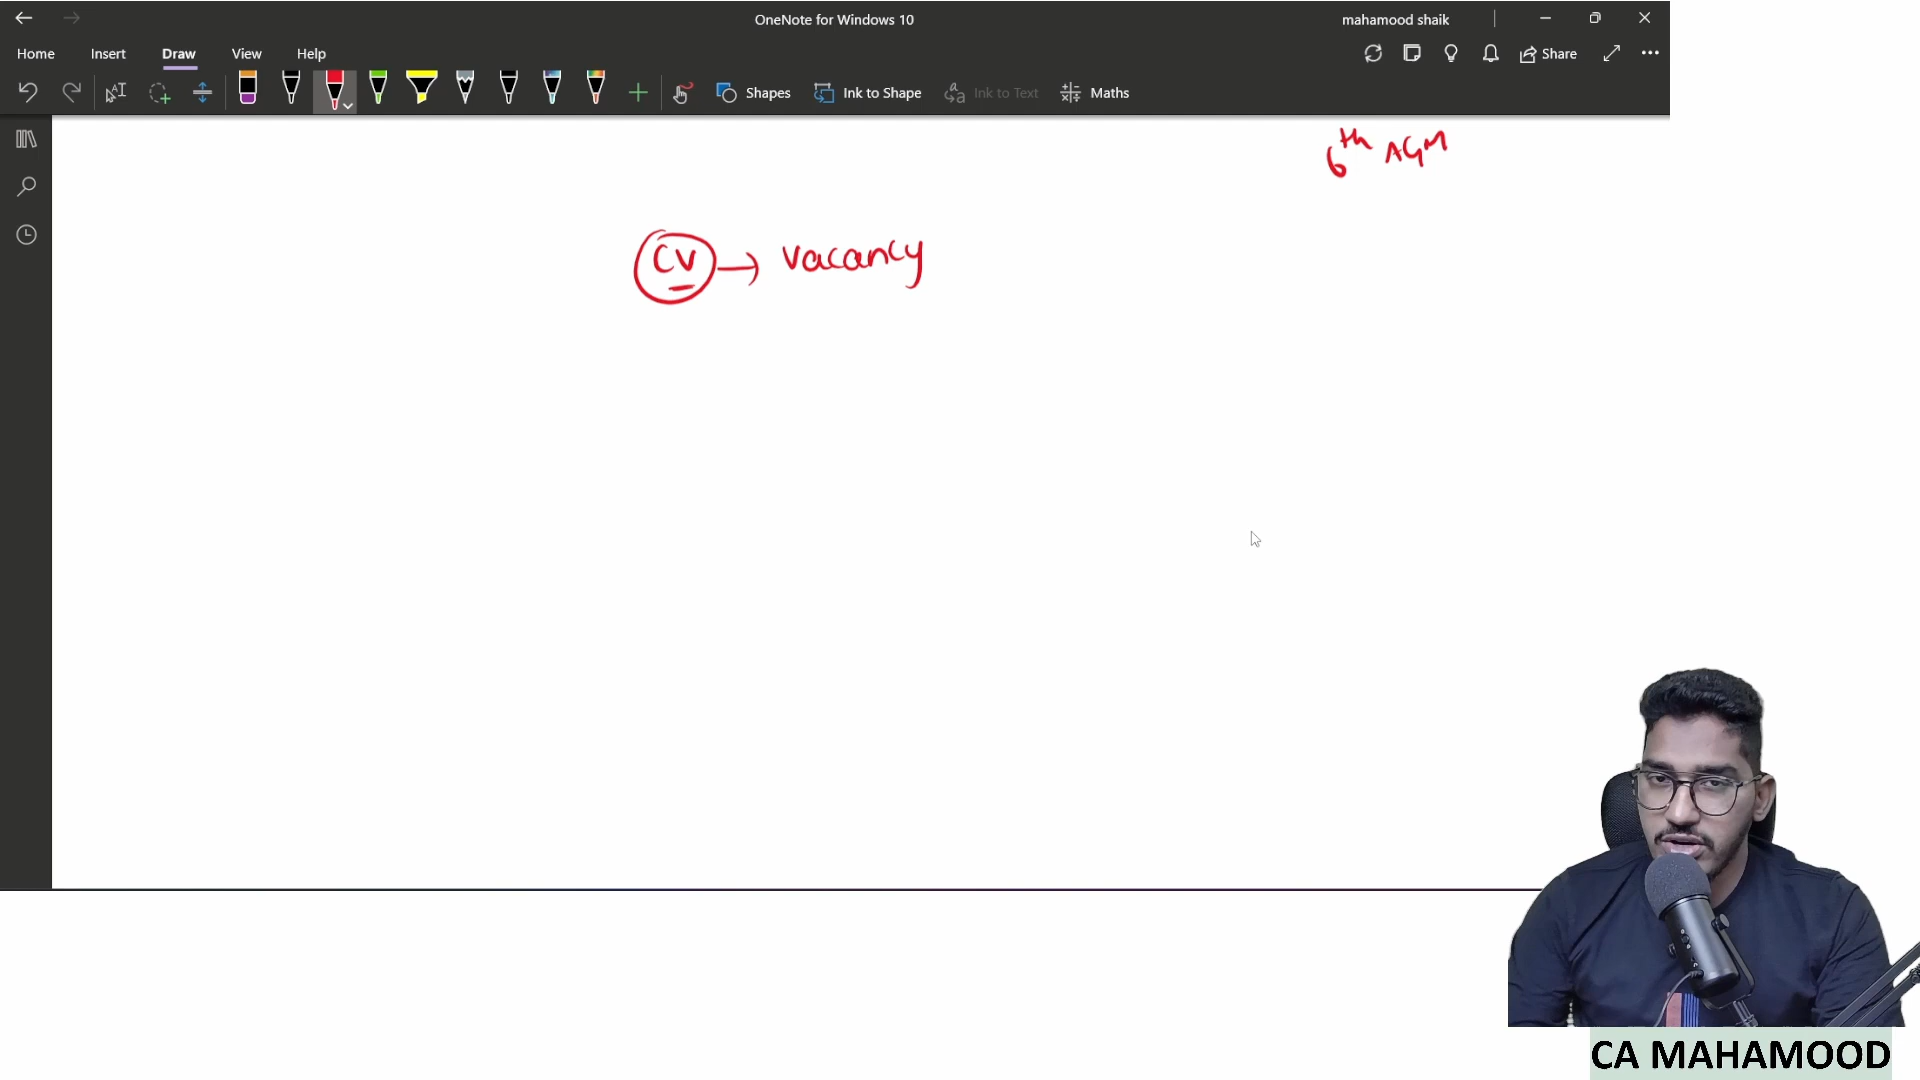 OneNote for Windows 10
mahamood shaik
Home Insert Draw View Help
Share
Shapes Ink to Shape Ink to Text Maths
6th AGM
CV → vacancy
CA MAHAMOOD